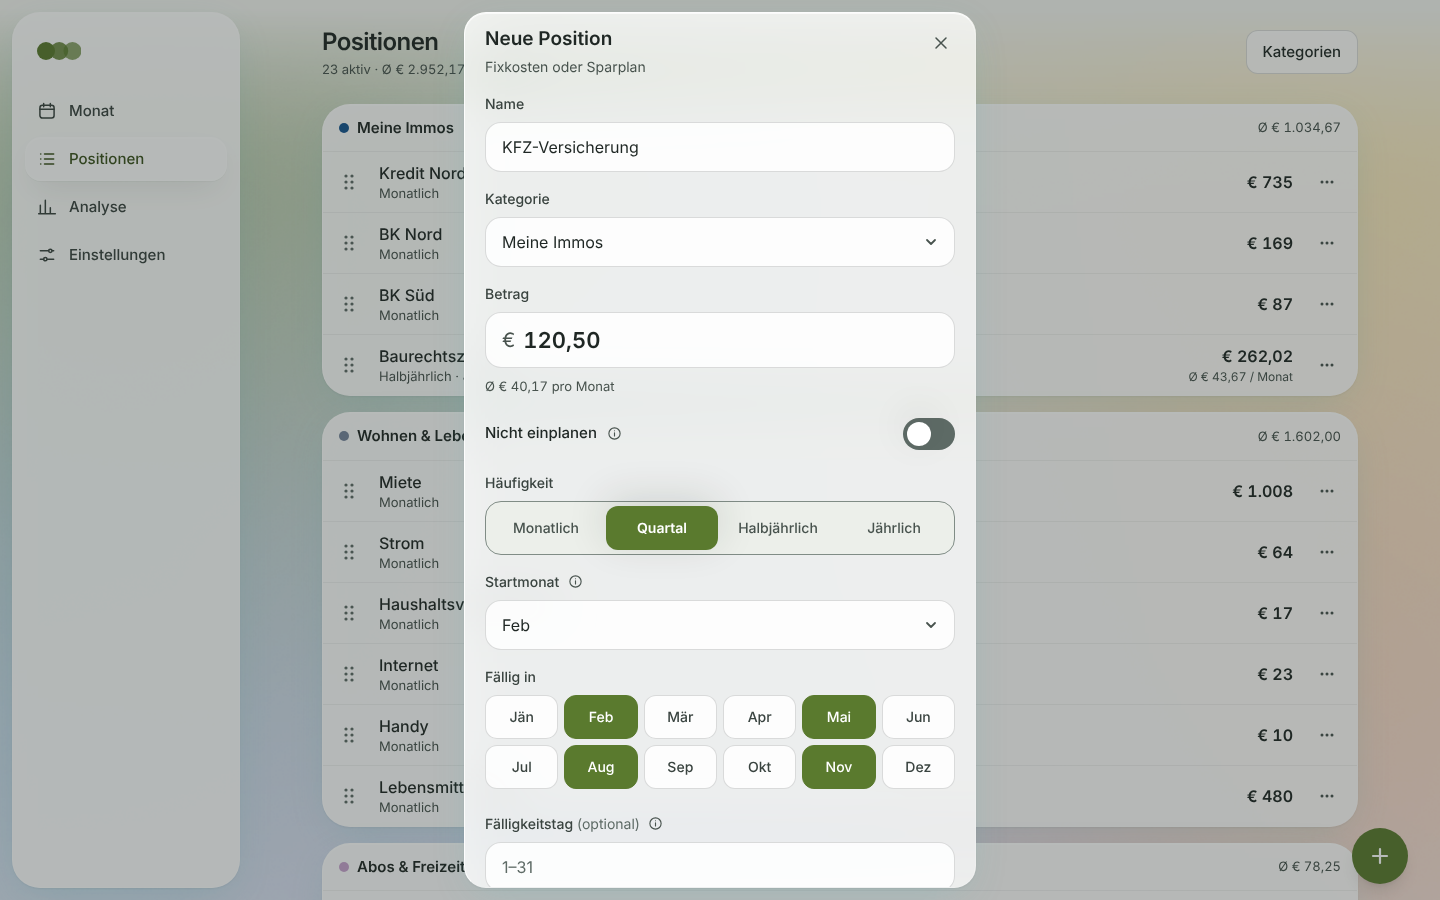 Monat
Positionen
Analyse
Einstellungen
Positionen
23 aktiv · Ø € 2.952,17
Kategorien
Meine Immos
Ø € 1.034,67
Kredit Nord
Monatlich
€ 735
BK Nord
Monatlich
€ 169
BK Süd
Monatlich
€ 87
Halbjährlich ·
€ 262,02
Ø € 43,67 / Monat
Wohnen &
Ø € 1.602,00
Miete
Monatlich
€ 1.008
Strom
Monatlich
€ 64
Monatlich
€ 17
Internet
Monatlich
€ 23
Handy
Monatlich
€ 10
Monatlich
€ 480
Abos & Freizeit
Ø € 78,25
Neue Position
Fixkosten oder Sparplan
Name
KFZ-Versicherung
Kategorie
Meine Immos
Betrag
€ 120,50
Ø € 40,17 pro Monat
Nicht einplanen
Häufigkeit
Monatlich Quartal Halbjährlich Jährlich
Startmonat
Feb
Fällig in
Jän Feb Mär Apr Mai Jun
Jul Aug Sep Okt Nov Dez
Fälligkeitstag (optional)
1–31